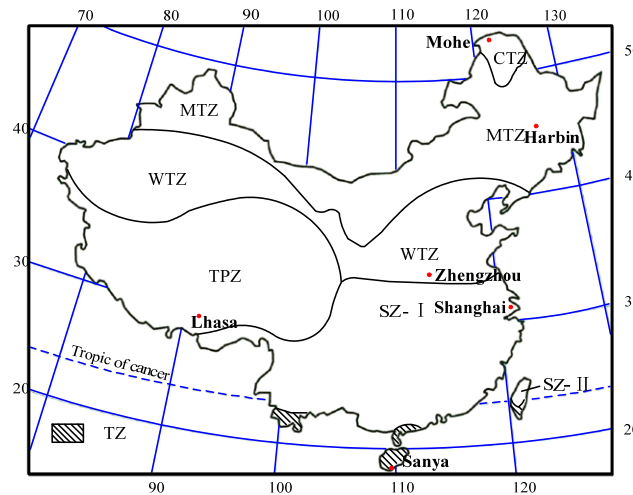 70 80 90 100 110 120 130
Mohe
CTZ
50
MTZ
MTZ
Harbin
40
WTZ
40
WTZ
Zhengzhou
30
TPZ
Lhasa
SZ-Ⅰ
Shanghai
30
Tropic of cancer
SZ-Ⅱ
20
TZ
20
Sanya
90 100 110 120